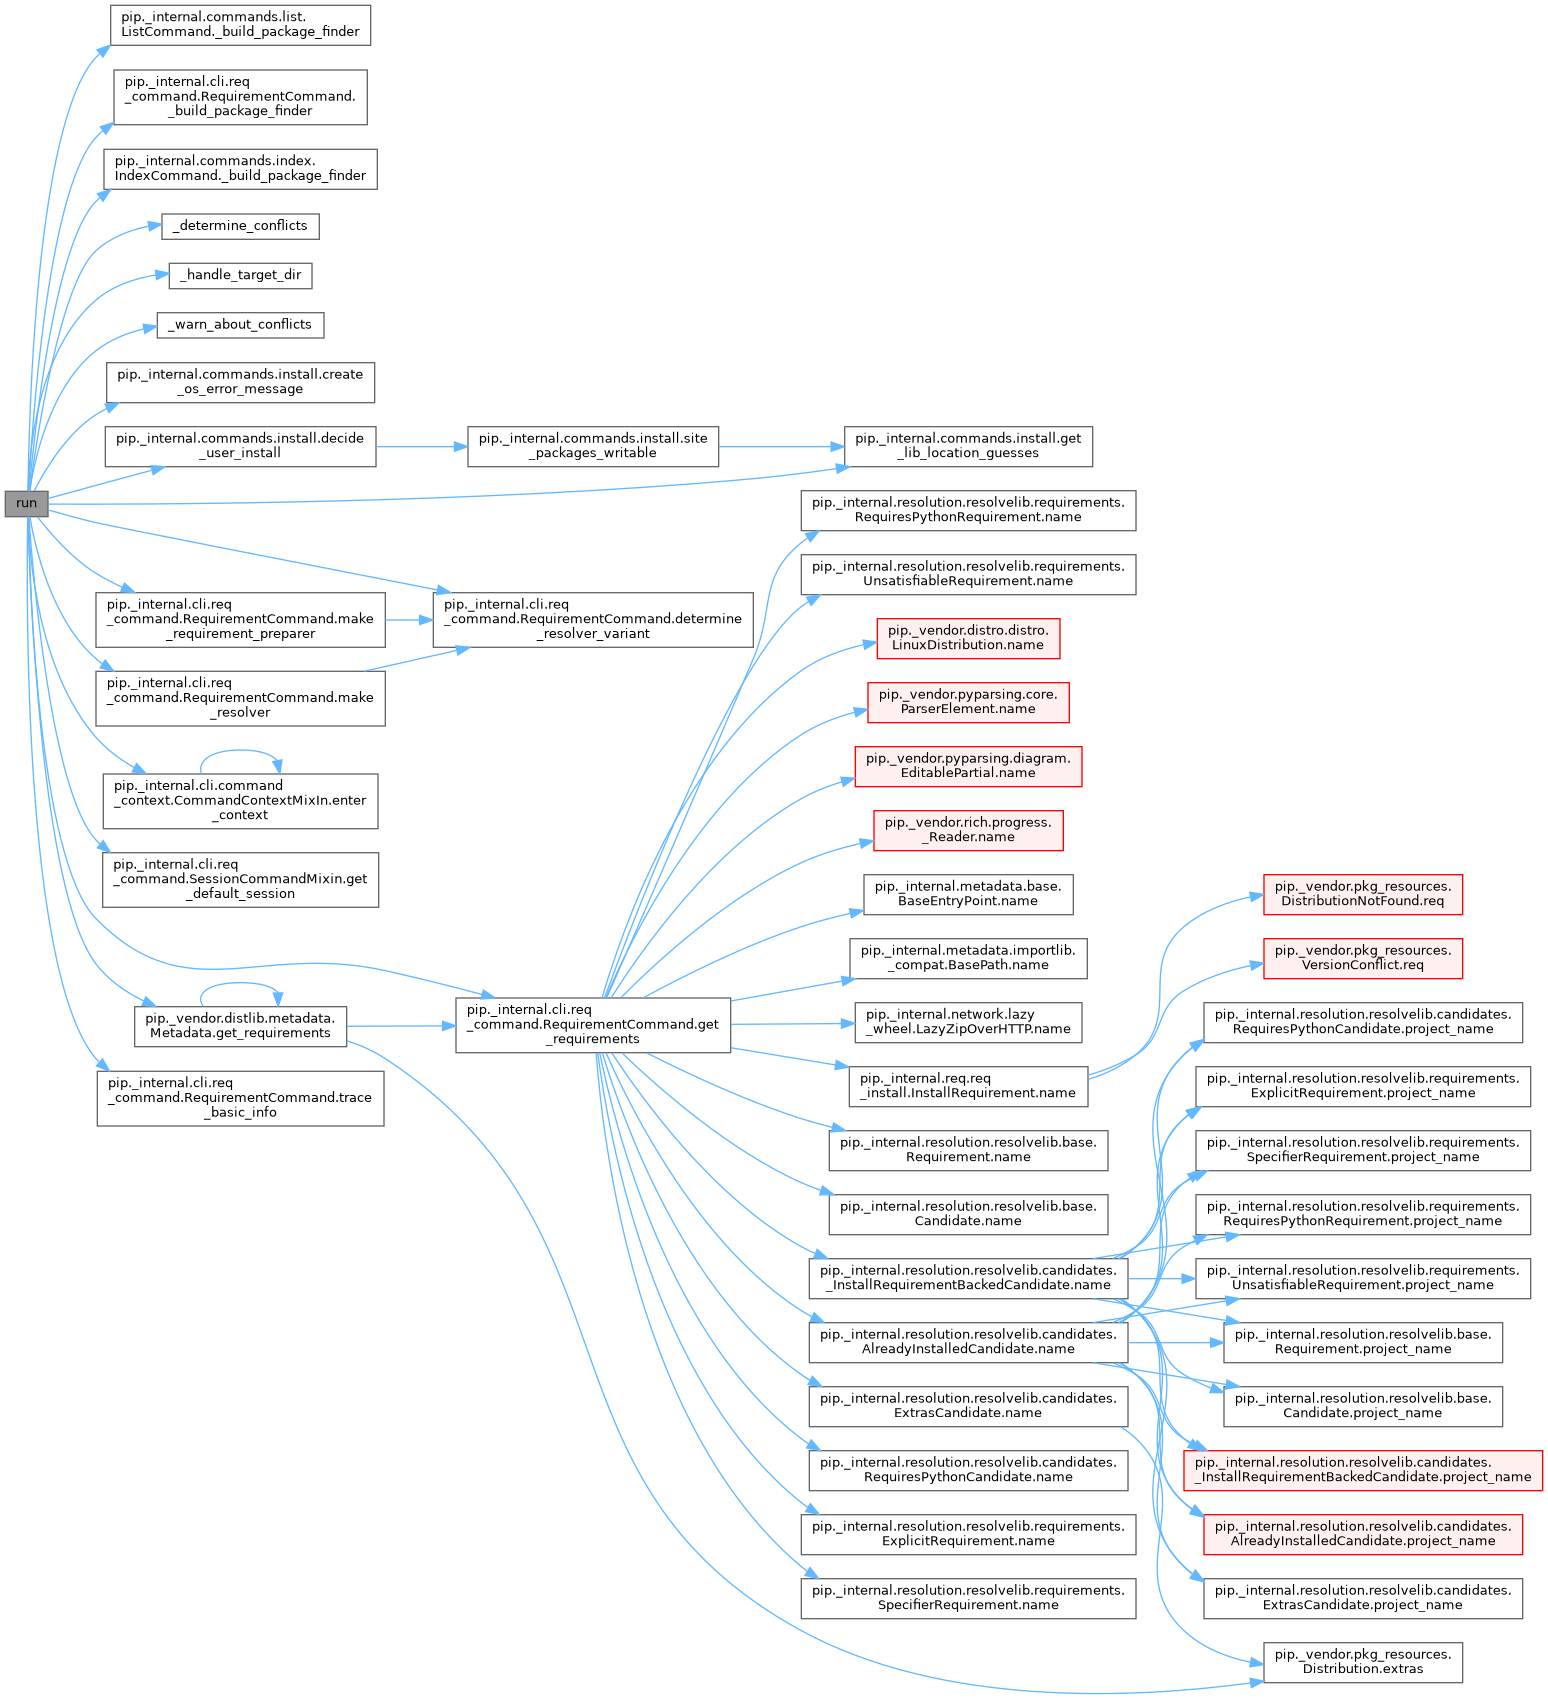 pip._internal.commands.list.
ListCommand._build_package_finder
pip._internal.cli.req
_command.RequirementCommand.
_build_package_finder
pip._internal.commands.index.
IndexCommand._build_package_finder
_determine_conflicts
_handle_target_dir
_warn_about_conflicts
pip._internal.commands.install.create
_os_error_message
pip._internal.commands.install.decide
_user_install
pip._internal.commands.install.site
_packages_writable
pip._internal.commands.install.get
_lib_location_guesses
run
pip._internal.cli.req
_command.RequirementCommand.make
_requirement_preparer
pip._internal.cli.req
_command.RequirementCommand.determine
_resolver_variant
pip._internal.cli.req
_command.RequirementCommand.make
_resolver
pip._internal.cli.command
_context.CommandContextMixIn.enter
_context
pip._internal.cli.req
_command.SessionCommandMixin.get
_default_session
pip._vendor.distlib.metadata.
Metadata.get_requirements
pip._internal.cli.req
_command.RequirementCommand.trace
_basic_info
pip._internal.cli.req
_command.RequirementCommand.get
_requirements
pip._internal.resolution.resolvelib.requirements.
RequiresPythonRequirement.name
pip._internal.resolution.resolvelib.requirements.
UnsatisfiableRequirement.name
pip._vendor.distro.distro.
LinuxDistribution.name
pip._vendor.pyparsing.core.
ParserElement.name
pip._vendor.pyparsing.diagram.
EditablePartial.name
pip._vendor.rich.progress.
_Reader.name
pip._internal.metadata.base.
BaseEntryPoint.name
pip._internal.metadata.importlib.
_compat.BasePath.name
pip._internal.network.lazy
_wheel.LazyZipOverHTTP.name
pip._internal.req.req
_install.InstallRequirement.name
pip._internal.resolution.resolvelib.base.
Requirement.name
pip._internal.resolution.resolvelib.base.
Candidate.name
pip._internal.resolution.resolvelib.candidates.
_InstallRequirementBackedCandidate.name
pip._internal.resolution.resolvelib.candidates.
AlreadyInstalledCandidate.name
pip._internal.resolution.resolvelib.candidates.
ExtrasCandidate.name
pip._internal.resolution.resolvelib.candidates.
RequiresPythonCandidate.name
pip._internal.resolution.resolvelib.requirements.
ExplicitRequirement.name
pip._internal.resolution.resolvelib.requirements.
SpecifierRequirement.name
pip._vendor.pkg_resources.
DistributionNotFound.req
pip._vendor.pkg_resources.
VersionConflict.req
pip._internal.resolution.resolvelib.candidates.
RequiresPythonCandidate.project_name
pip._internal.resolution.resolvelib.requirements.
ExplicitRequirement.project_name
pip._internal.resolution.resolvelib.requirements.
SpecifierRequirement.project_name
pip._internal.resolution.resolvelib.requirements.
RequiresPythonRequirement.project_name
pip._internal.resolution.resolvelib.requirements.
UnsatisfiableRequirement.project_name
pip._internal.resolution.resolvelib.base.
Requirement.project_name
pip._internal.resolution.resolvelib.base.
Candidate.project_name
pip._internal.resolution.resolvelib.candidates.
_InstallRequirementBackedCandidate.project_name
pip._internal.resolution.resolvelib.candidates.
AlreadyInstalledCandidate.project_name
pip._internal.resolution.resolvelib.candidates.
ExtrasCandidate.project_name
pip._vendor.pkg_resources.
Distribution.extras